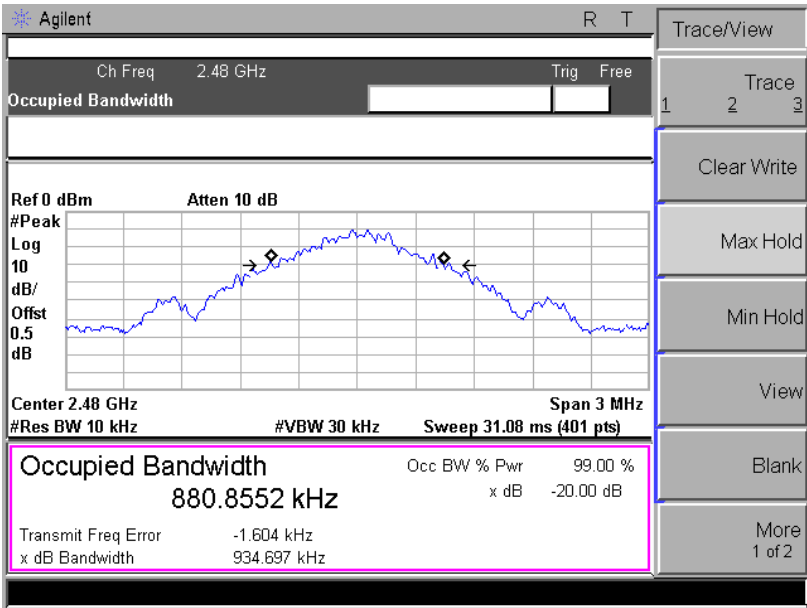 Agilent R T
Ch Freq 2.48 GHz Trig Free
Occupied Bandwidth
Ref 0 dBm Atten 10 dB
#Peak
Log
10
dB/
Offst
0.5
dB
Center 2.48 GHz Span 3 MHz
#Res BW 10 kHz #VBW 30 kHz Sweep 31.08 ms (401 pts)
Occupied Bandwidth Occ BW % Pwr 99.00 %
880.8552 kHz x dB -20.00 dB
Transmit Freq Error -1.604 kHz
x dB Bandwidth 934.697 kHz
Trace/View
Trace
1 2 3
Clear Write
Max Hold
Min Hold
View
Blank
More
1 of 2